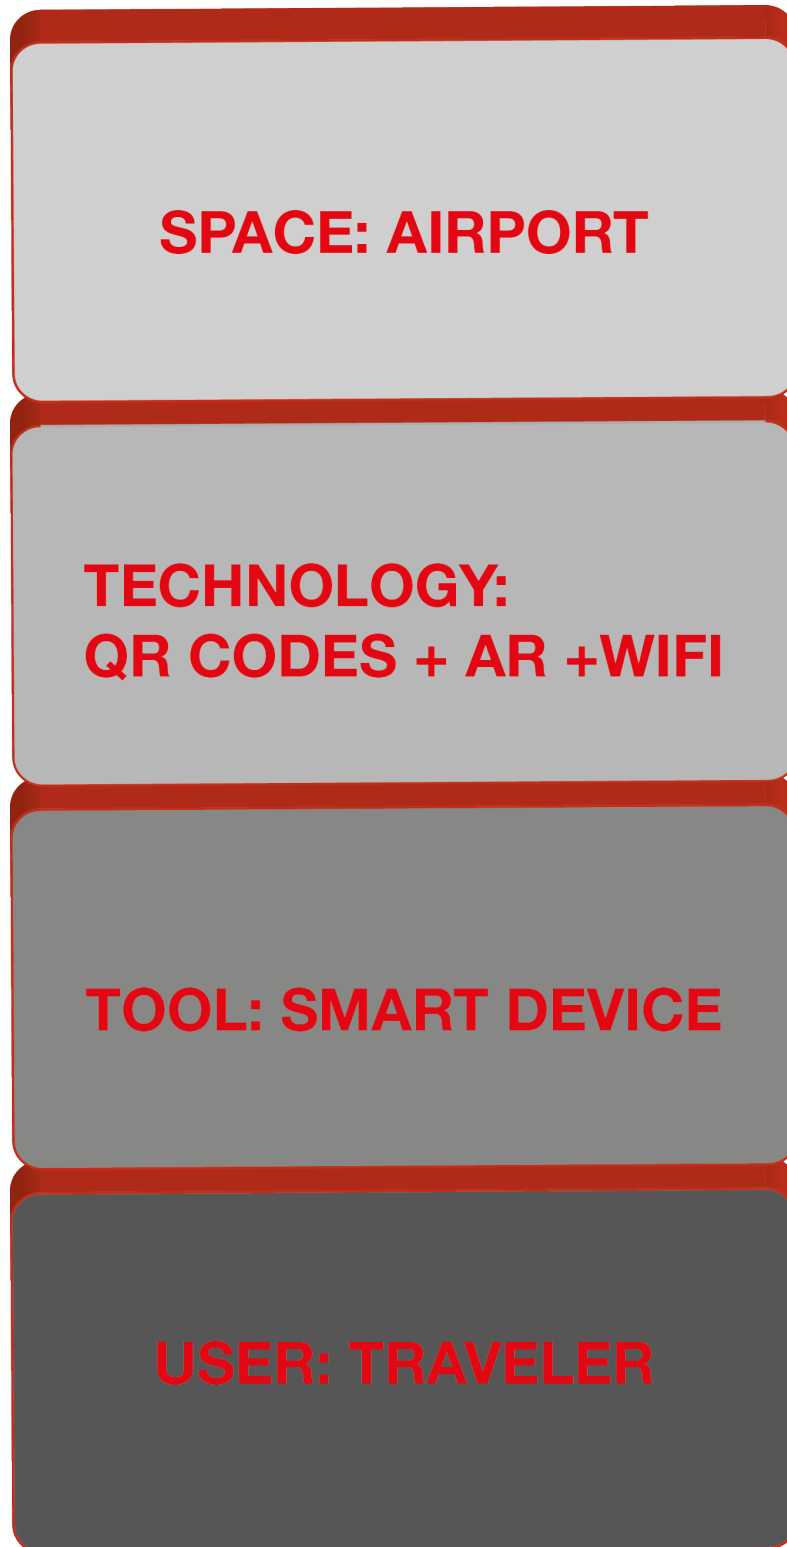 SPACE: AIRPORT
TECHNOLOGY:
QR CODES + AR +WIFI
TOOL: SMART DEVICE
USER: TRAVELER